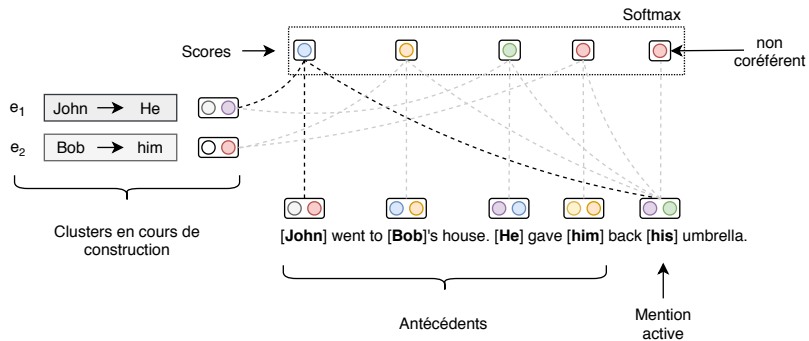 Softmax
Scores
non
coréférent
e1 John He
e2 Bob him
Clusters en cours de
construction
[John] went to [Bob]'s house. [He] gave [him] back [his] umbrella.
Antécédents
Mention
active